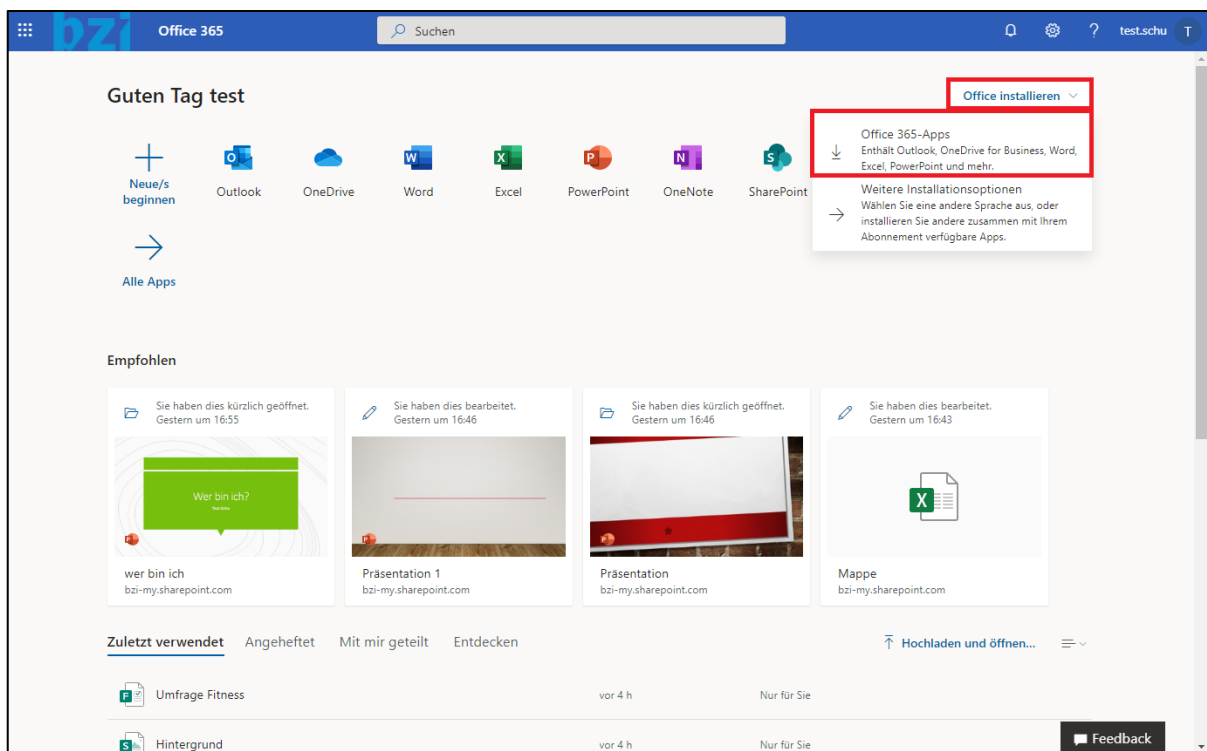 bzi
Office 365
Suchen
?
test.schu
T
Guten Tag test
Office installieren
Office 365-Apps
Enthält Outlook, OneDrive for Business, Word,
Excel, PowerPoint und mehr.
Weitere Installationsoptionen
Wählen Sie eine andere Sprache aus, oder
installieren Sie andere zusammen mit Ihrem
Abonnement verfügbare Apps.
Neue/s
beginnen
Outlook
OneDrive
Word
Excel
PowerPoint
OneNote
SharePoint
Alle Apps
Empfohlen
Sie haben dies kürzlich geöffnet.
Gestern um 16:55
Wer bin ich?
wer bin ich
bzi-my.sharepoint.com
Sie haben dies bearbeitet.
Gestern um 16:46
Präsentation 1
bzi-my.sharepoint.com
Sie haben dies kürzlich geöffnet.
Gestern um 16:46
Präsentation
bzi-my.sharepoint.com
Sie haben dies bearbeitet.
Gestern um 16:43
Mappe
bzi-my.sharepoint.com
Zuletzt verwendet
Angeheftet
Mit mir geteilt
Entdecken
Hochladen und öffnen...
Umfrage Fitness
vor 4 h
Nur für Sie
Hintergrund
vor 4 h
Nur für Sie
Feedback